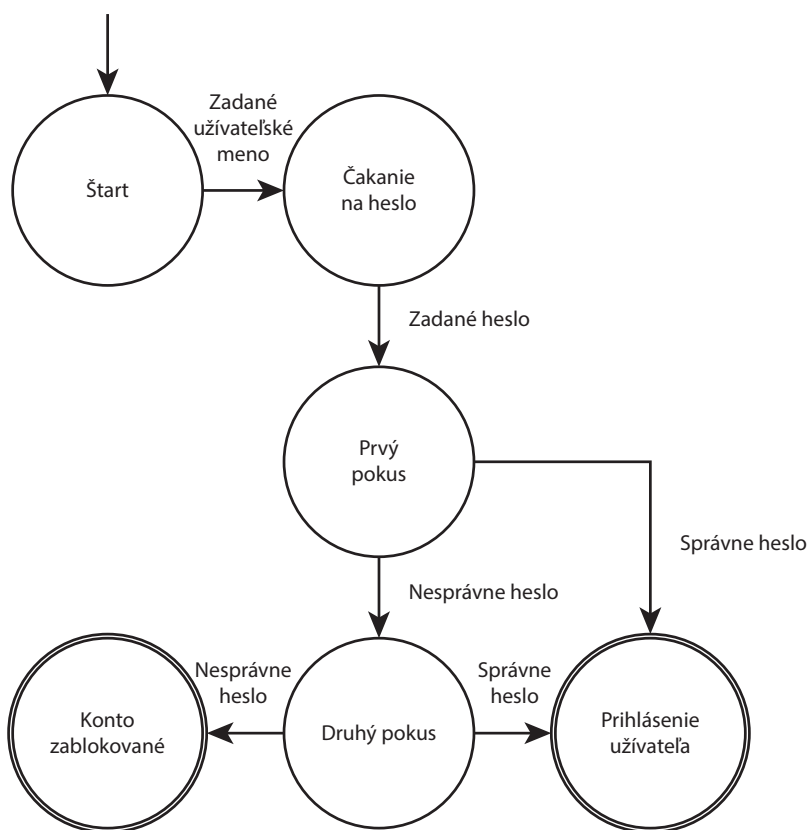 Zadané
užívateľské
meno
Štart
Čakanie
na heslo
Zadané heslo
Prvý
pokus
Správne heslo
Nesprávne heslo
Nesprávne
heslo
Správne
heslo
Konto
zablokované
Druhý pokus
Prihlásenie
užívateľa